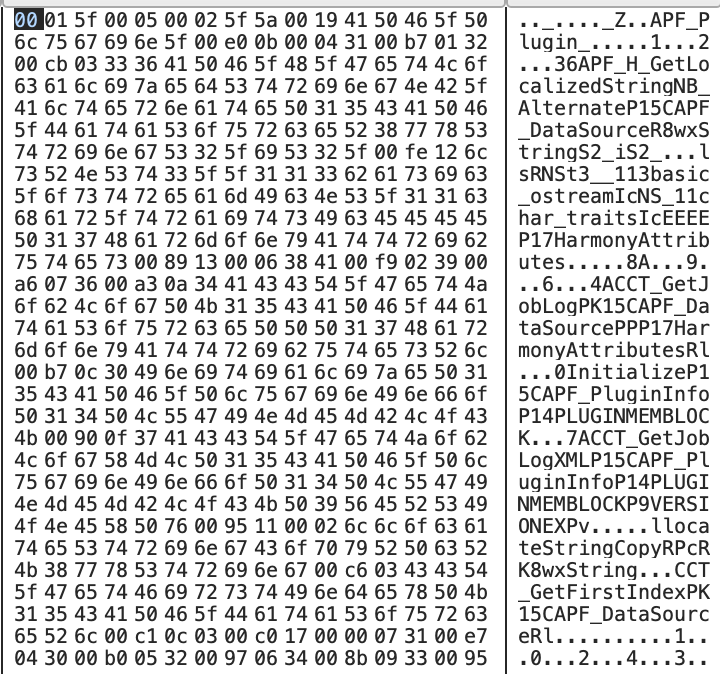 00 01 5f 00 05 00 02 5f 5a 00 19 41 50 46 5f 50 .._...._Z..APF_P
6c 75 67 69 6e 5f 00 e0 0b 00 04 31 00 b7 01 32 lugin_.....1...2
00 cb 03 33 36 41 50 46 5f 48 5f 47 65 74 4c 6f ...36APF_H_GetLo
63 61 6c 69 7a 65 64 53 74 72 69 6e 67 4e 42 5f calizedStringNB_
41 6c 74 65 72 6e 61 74 65 50 31 35 43 41 50 46 AlternateP15CAPF
5f 44 61 74 61 53 6f 75 72 63 65 52 38 77 78 53 _DataSourceR8wxS
74 72 69 6e 67 53 32 5f 69 53 32 5f 00 fe 12 6c tringS2_iS2_...l
73 52 4e 53 74 33 5f 5f 31 31 33 62 61 73 69 63 sRNSt3__113basic
5f 6f 73 74 72 65 61 6d 49 63 4e 53 5f 31 31 63 _ostreamIcNS_11c
68 61 72 5f 74 72 61 69 74 73 49 63 45 45 45 45 har_traitsIcEEEE
50 31 37 48 61 72 6d 6f 6e 79 41 74 74 72 69 62 P17HarmonyAttrib
75 74 65 73 00 89 13 00 06 38 41 00 f9 02 39 00 utes.....8A...9.
a6 07 36 00 a3 0a 34 41 43 43 54 5f 47 65 74 4a ..6...4ACCT_GetJ
6f 62 4c 6f 67 50 4b 31 35 43 41 50 46 5f 44 61 obLogPK15CAPF_Da
74 61 53 6f 75 72 63 65 50 50 50 31 37 48 61 72 taSourcePPP17Har
6d 6f 6e 79 41 74 74 72 69 62 75 74 65 73 52 6c monyAttributesRl
00 b7 0c 30 49 6e 69 74 69 61 6c 69 7a 65 50 31 ...0InitializeP1
35 43 41 50 46 5f 50 6c 75 67 69 6e 49 6e 66 6f 5CAPF_PluginInfo
50 31 34 50 4c 55 47 49 4e 4d 45 4d 42 4c 4f 43 P14PLUGINMEMBLOC
4b 00 90 0f 37 41 43 43 54 5f 47 65 74 4a 6f 62 K...7ACCT_GetJob
4c 6f 67 58 4d 4c 50 31 35 43 41 50 46 5f 50 6c LogXMLP15CAPF_Pl
75 67 69 6e 49 6e 66 6f 50 31 34 50 4c 55 47 49 uginInfoP14PLUGI
4e 4d 45 4d 42 4c 4f 43 4b 50 39 56 45 52 53 49 NMEMBLOCKP9VERSI
4f 4e 45 58 50 76 00 95 11 00 02 6c 6c 6f 63 61 ONEXPv.....lloca
74 65 53 74 72 69 6e 67 43 6f 70 79 52 50 63 52 teStringCopyRPcR
4b 38 77 78 53 74 72 69 6e 67 00 c6 03 43 43 54 K8wxString...CCT
5f 47 65 74 46 69 72 73 74 49 6e 64 65 78 50 4b _GetFirstIndexPK
31 35 43 41 50 46 5f 44 61 74 61 53 6f 75 72 63 15CAPF_DataSourc
65 52 6c 00 c1 0c 03 00 c0 17 00 00 07 31 00 e7 eRl..........1..
04 30 00 b0 05 32 00 97 06 34 00 8b 09 33 00 95 .0...2...4...3..